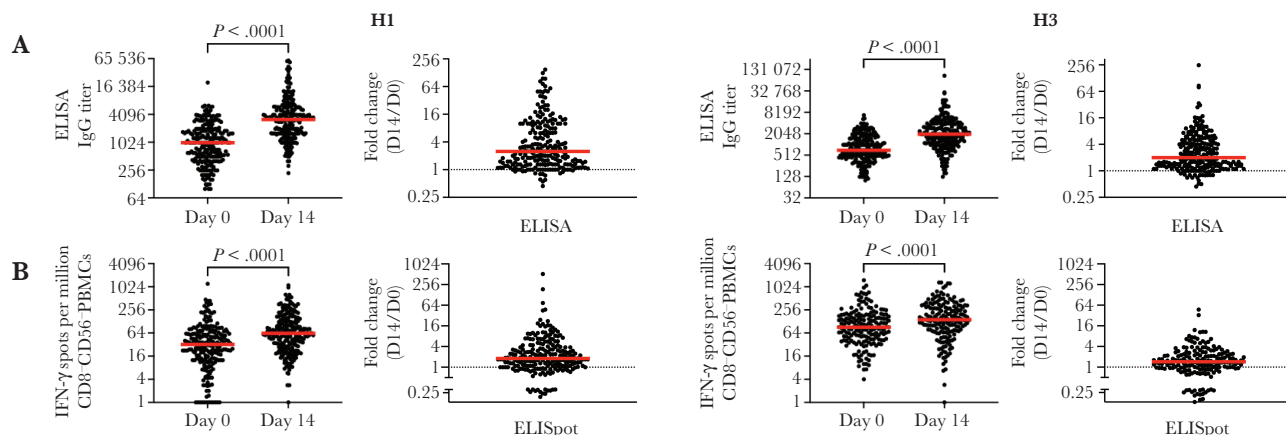 H1
H3
A
P < .0001
ELISA
IgG titer
65 536
16 384
4096
1024
256
64
Day 0
Day 14
Fold change
(D14/D0)
256
64
16
4
1
0.25
ELISA
P < .0001
ELISA
IgG titer
131 072
32 768
8192
2048
512
128
32
Day 0
Day 14
Fold change
(D14/D0)
256
64
16
4
1
0.25
ELISA
B
P < .0001
IFN-γ spots per million
CD8⁻CD56⁻PBMCs
4096
1024
256
64
16
4
1
Day 0
Day 14
Fold change
(D14/D0)
1024
256
64
16
4
1
0.25
ELISpot
P < .0001
IFN-γ spots per million
CD8⁻CD56⁻PBMCs
4096
1024
256
64
16
4
1
Day 0
Day 14
Fold change
(D14/D0)
1024
256
64
16
4
1
0.25
ELISpot